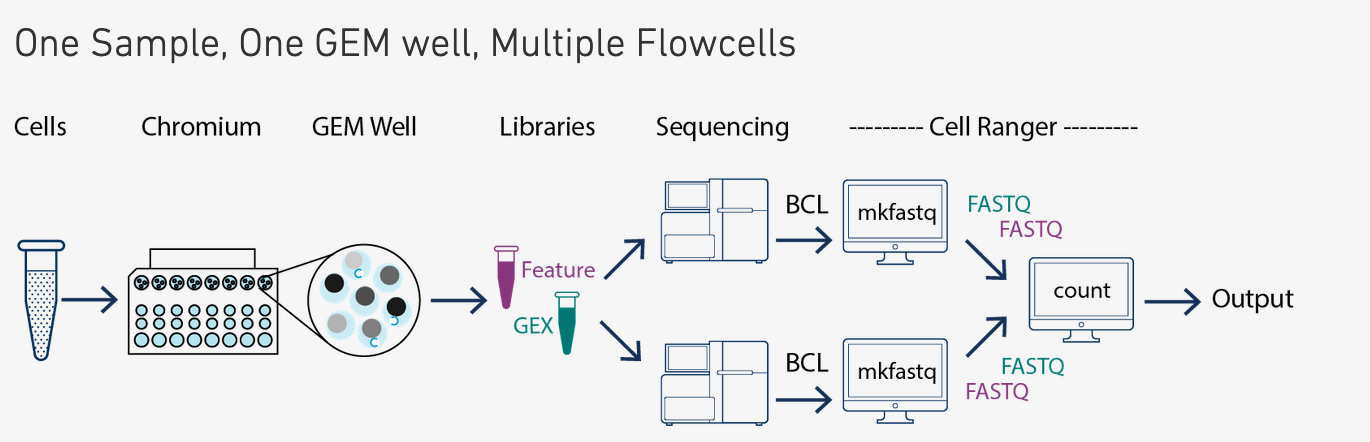 One Sample, One GEM well, Multiple Flowcells
Cells Chromium GEM Well Libraries Sequencing --------- Cell Ranger ---------
BCL
mkfastq
FASTQ
FASTQ
Feature
GEX
count
Output
BCL
mkfastq
FASTQ
FASTQ